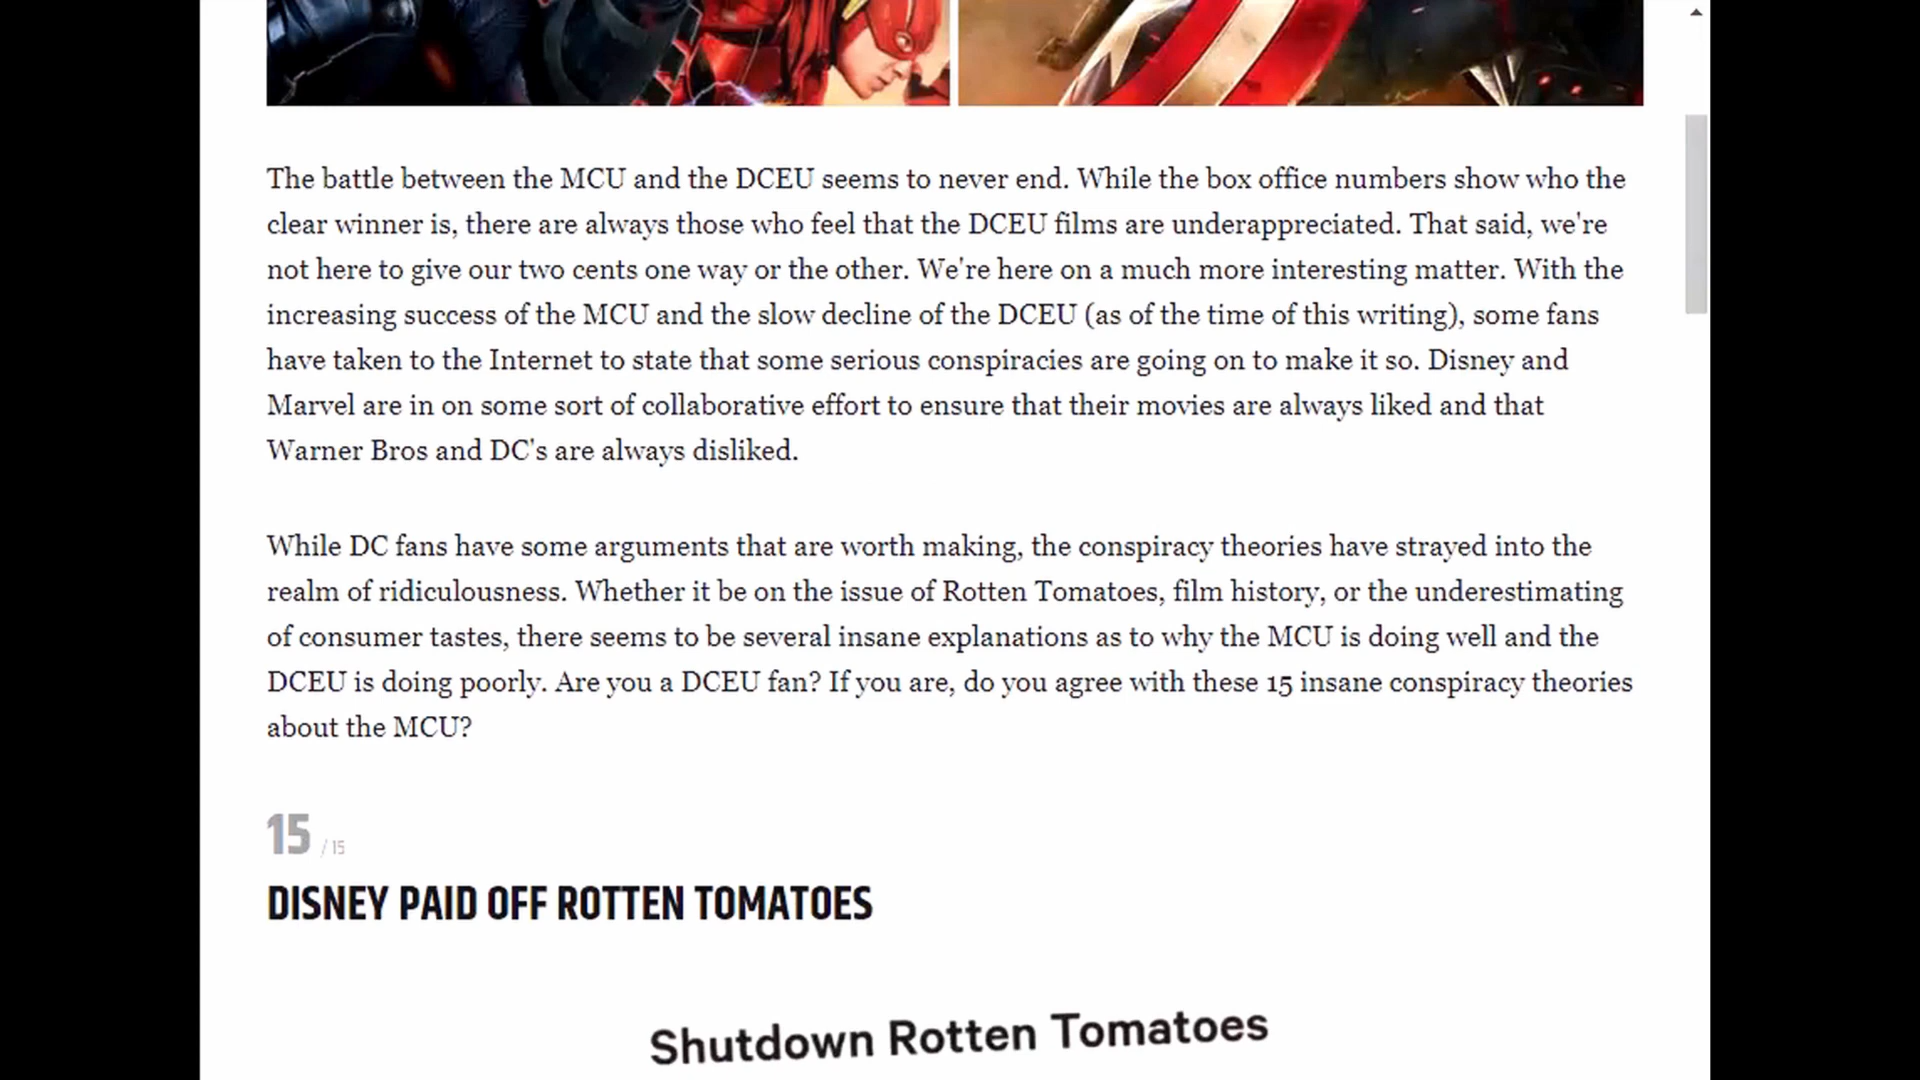 The battle between the MCU and the DCEU seems to never end. While the box office numbers show who the
clear winner is, there are always those who feel that the DCEU films are underappreciated. That said, we're
not here to give our two cents one way or the other. We're here on a much more interesting matter. With the
increasing success of the MCU and the slow decline of the DCEU (as of the time of this writing), some fans
have taken to the Internet to state that some serious conspiracies are going on to make it so. Disney and
Marvel are in on some sort of collaborative effort to ensure that their movies are always liked and that
Warner Bros and DC's are always disliked.
While DC fans have some arguments that are worth making, the conspiracy theories have strayed into the
realm of ridiculousness. Whether it be on the issue of Rotten Tomatoes, film history, or the underestimating
of consumer tastes, there seems to be several insane explanations as to why the MCU is doing well and the
DCEU is doing poorly. Are you a DCEU fan? If you are, do you agree with these 15 insane conspiracy theories
about the MCU?
15 / 15
DISNEY PAID OFF ROTTEN TOMATOES
Shutdown Rotten Tomatoes